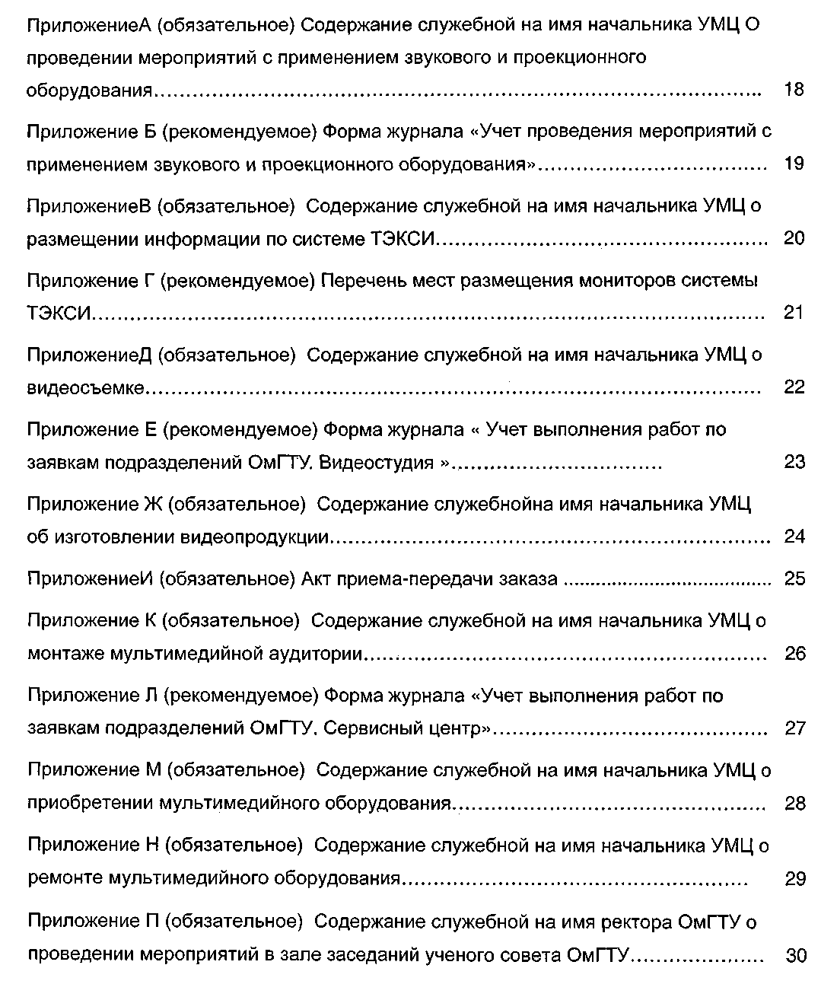 ПриложениеА (обязательное) Содержание служебной на имя начальника УМЦ О
проведении мероприятий с применением звукового и проекционного
оборудования........................................................................................ 18
Приложение Б (рекомендуемое) Форма журнала «Учет проведения мероприятий с
применением звукового и проекционного оборудования»................................. 19
ПриложениеВ (обязательное) Содержание служебной на имя начальника УМЦ о
размещении информации по системе ТЭКСИ................................................ 20
Приложение Г (рекомендуемое) Перечень мест размещения мониторов системы
ТЭКСИ................................................................................................. 21
ПриложениеД (обязательное) Содержание служебной на имя начальника УМЦ о
видеосъемке......................................................................................... 22
Приложение Е (рекомендуемое) Форма журнала « Учет выполнения работ по
заявкам подразделений ОмГТУ. Видеостудия »............................... 23
Приложение Ж (обязательное) Содержание служебнойна имя начальника УМЦ
об изготовлении видеопродукции............................................................... 24
ПриложениеИ (обязательное) Акт приема-передачи заказа ....................................... 25
Приложение К (обязательное) Содержание служебной на имя начальника УМЦ о
монтаже мультимедийной аудитории.......................................................... 26
Приложение Л (рекомендуемое) Форма журнала «Учет выполнения работ по
заявкам подразделений ОмГТУ. Сервисный центр»........................................ 27
Приложение М (обязательное) Содержание служебной на имя начальника УМЦ о
приобретении мультимедийного оборудования............................................. 28
Приложение Н (обязательное) Содержание служебной на имя начальника УМЦ о
ремонте мультимедийного оборудования.................................................. 29
Приложение П (обязательное) Содержание служебной на имя ректора ОмГТУ о
проведении мероприятий в зале заседаний ученого совета ОмГТУ................... 30